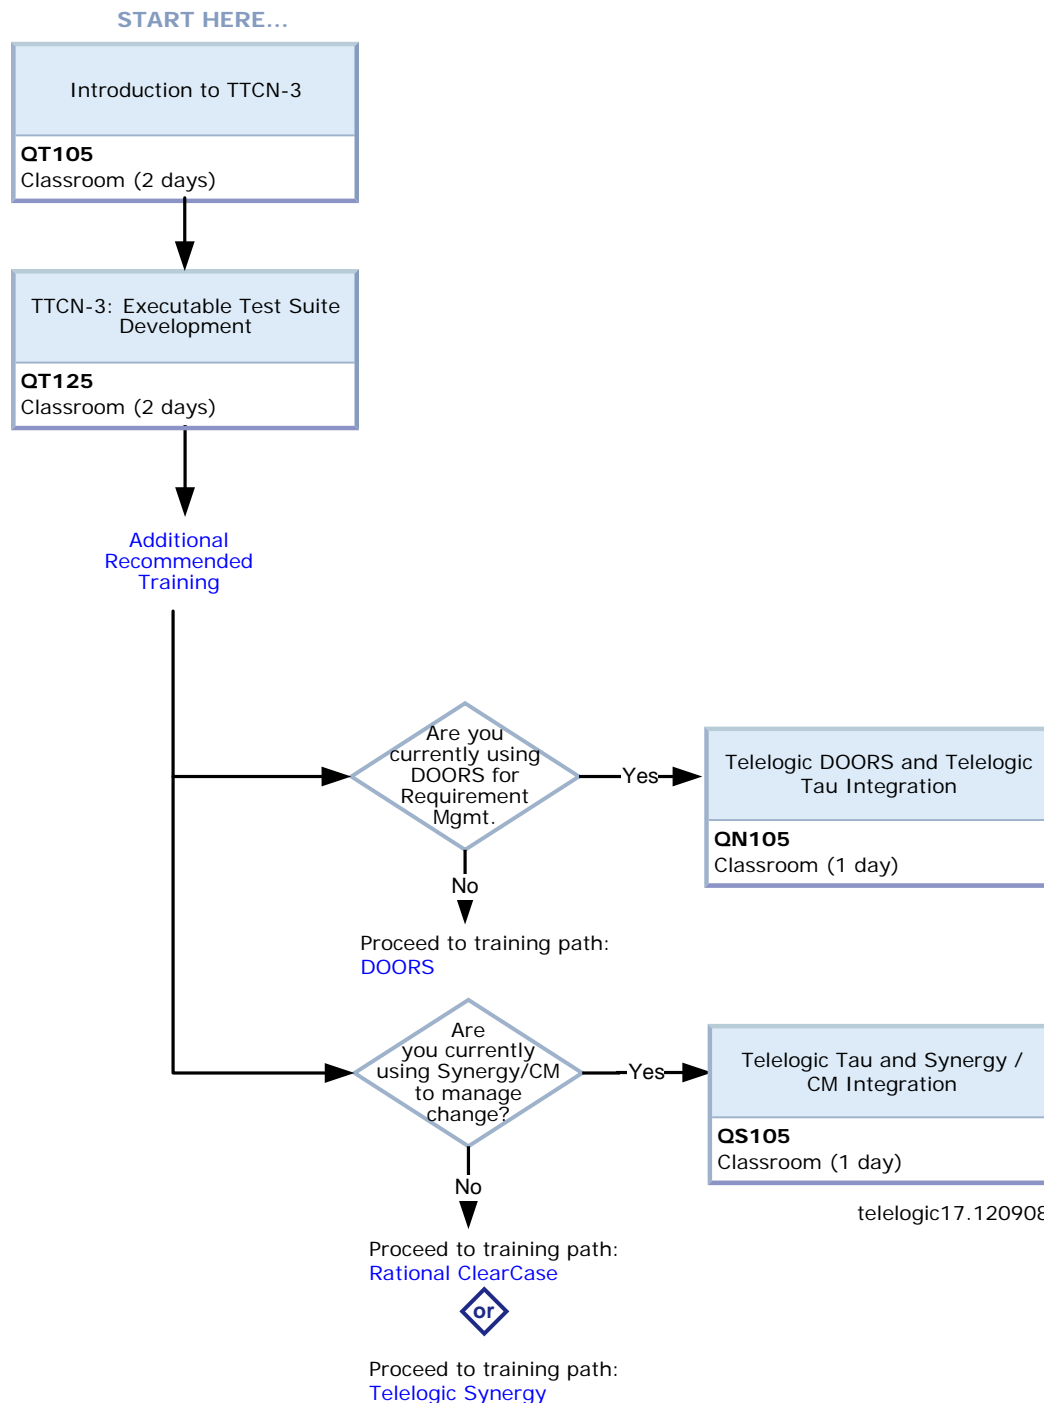 START HERE...
Introduction to TTCN-3
QT105
Classroom (2 days)
TTCN-3: Executable Test Suite
Development
QT125
Classroom (2 days)
Additional
Recommended
Training
Are you
currently using
DOORS for
Requirement
Mgmt.
Yes
Telelogic DOORS and Telelogic
Tau Integration
QN105
Classroom (1 day)
No
Proceed to training path:
DOORS
Are
you currently
using Synergy/CM
to manage
change?
Yes
Telelogic Tau and Synergy /
CM Integration
QS105
Classroom (1 day)
telelogic17.120908
No
Proceed to training path:
Rational ClearCase
or
Proceed to training path:
Telelogic Synergy